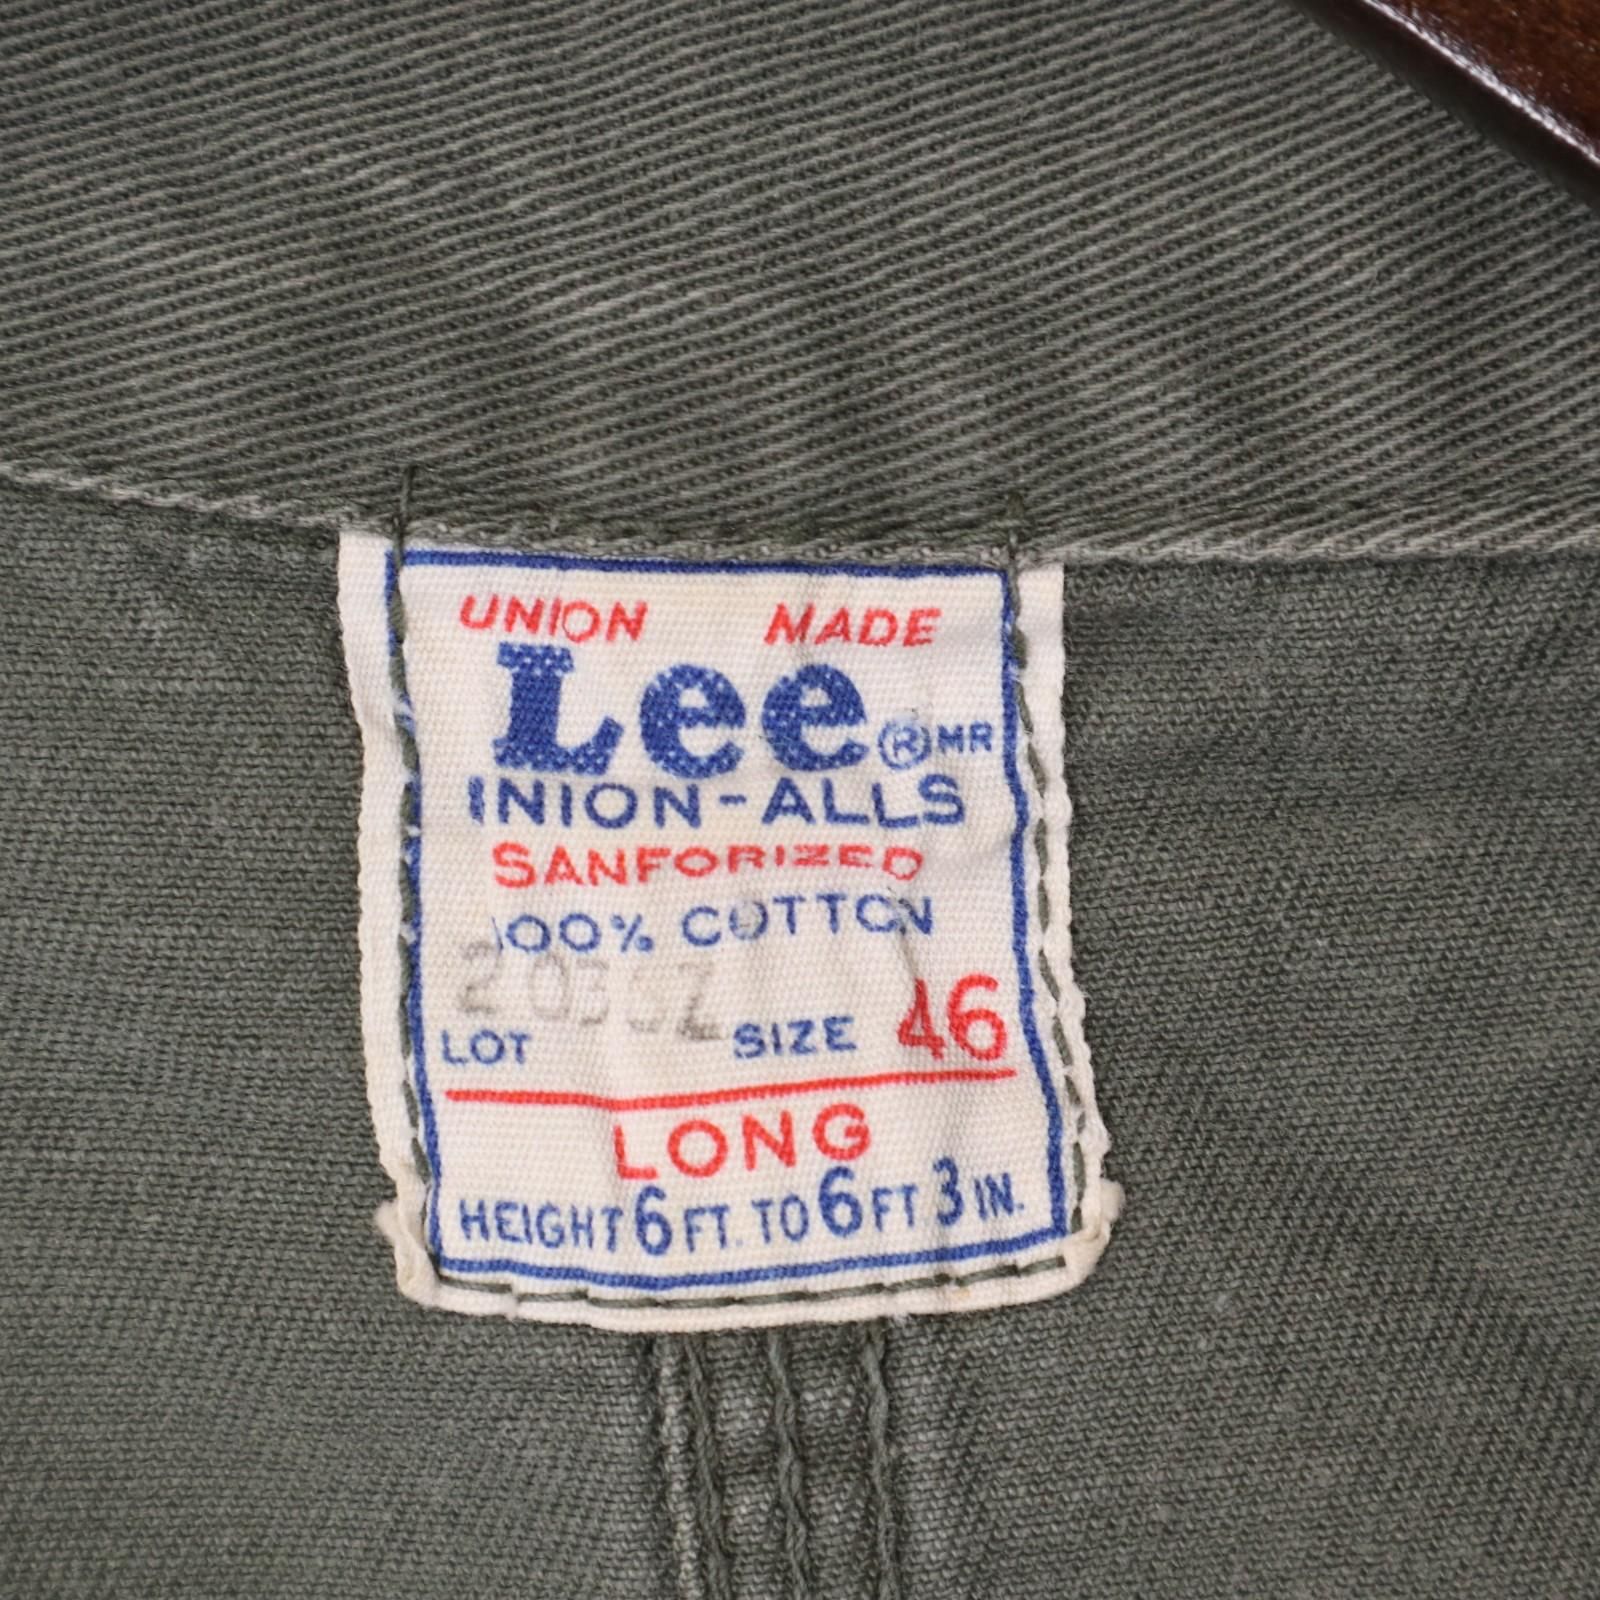 UNION MADE
Lee ® MR
UNION-ALLS
SANFORIZED
100% COTTON
LOT SIZE 46
LONG
HEIGHT 6 FT. TO 6 FT. 3 IN.